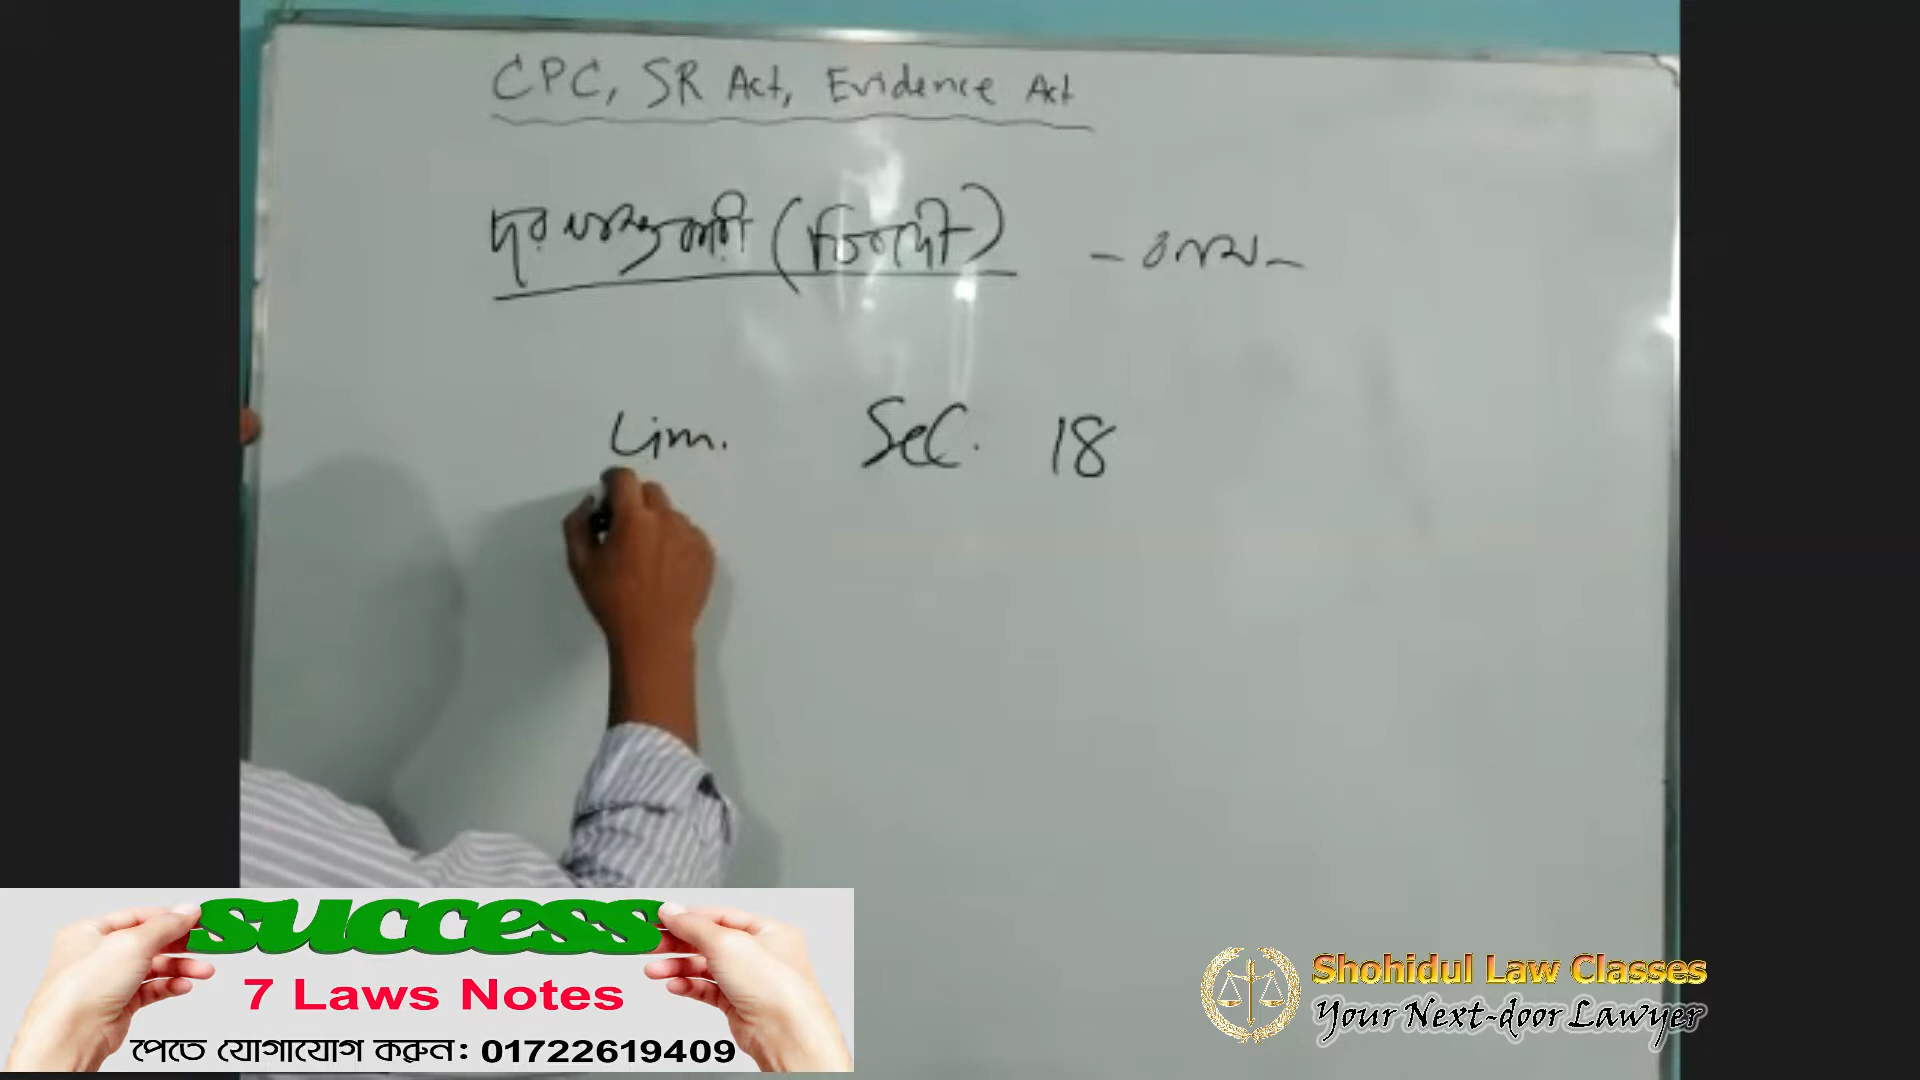 CPC, SR Act, Evidence Act
(বিবাদী)
Lim. Sec. 18
success
7 Laws Notes
পেতে যোগাযোগ করুন: 01722619409
Shohidul Law Classes
Your Next-door Lawyer